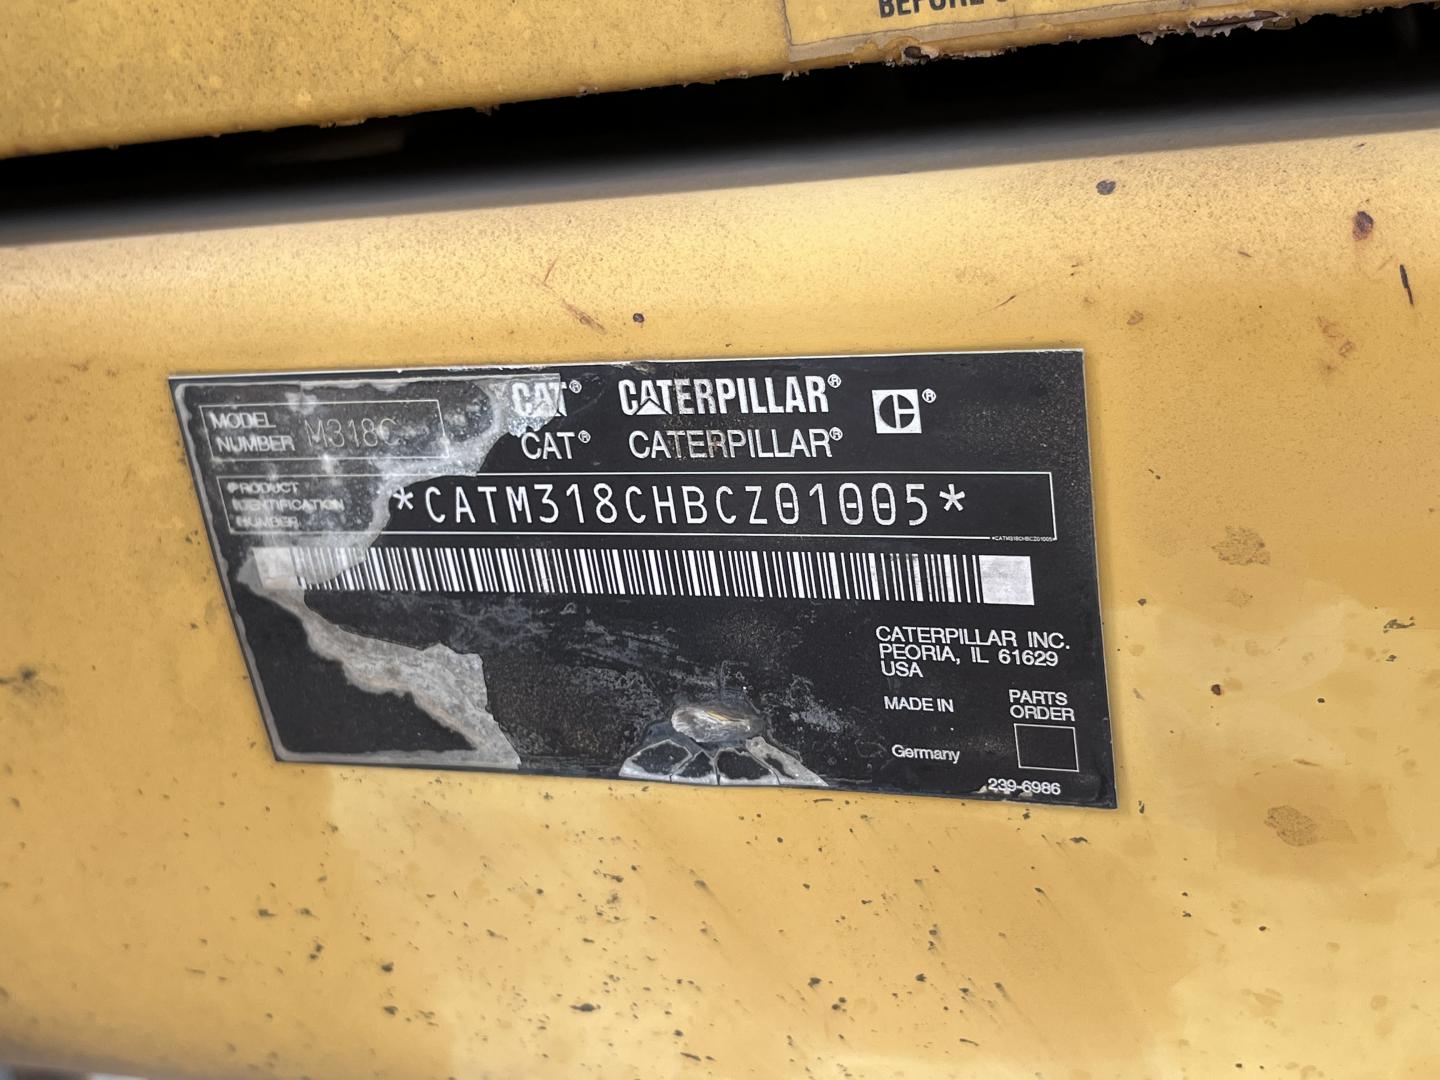 BEFORE
MODEL NUMBER M318C
CAT® CATERPILLAR® ®
CAT® CATERPILLAR®
PRODUCT IDENTIFICATION NUMBER
*CATM318CHBCZ01005*
*CATM318CHBCZ01005*
CATERPILLAR INC.
PEORIA, IL 61629
USA
MADE IN
Germany
PARTS
ORDER
239-6986